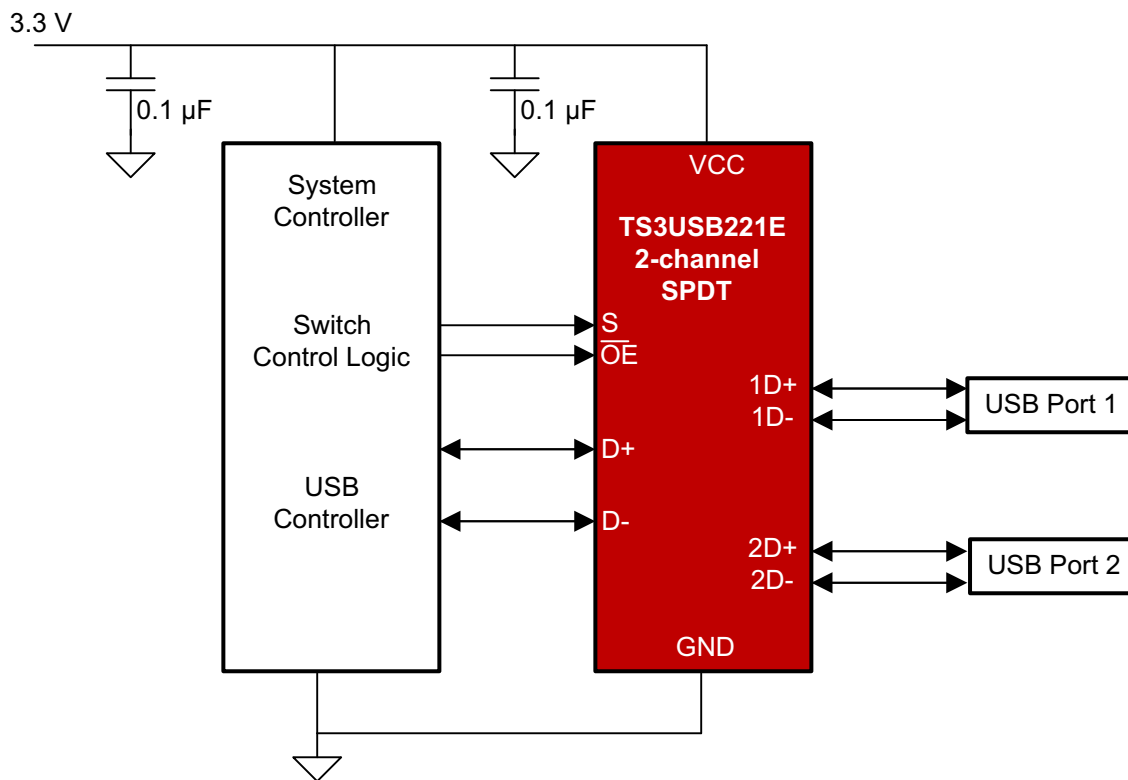 3.3 V
0.1 µF
0.1 µF
System
Controller
Switch
Control Logic
USB
Controller
VCC
TS3USB221E
2-channel
SPDT
S
OE
D+
D-
1D+
1D-
2D+
2D-
GND
USB Port 1
USB Port 2